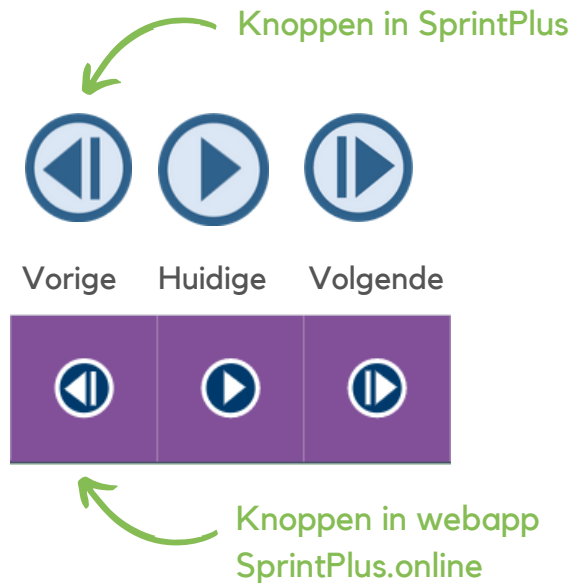 Knoppen in SprintPlus
Vorige Huidige Volgende
Knoppen in webapp
SprintPlus.online